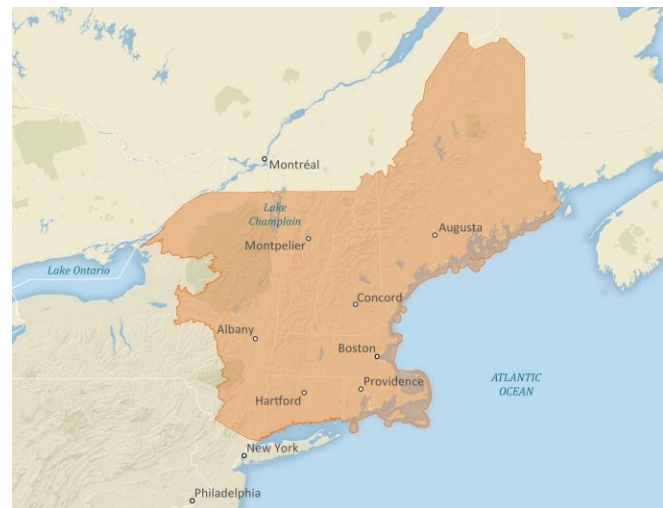 Montréal
Lake
Champlain
Montpelier
Augusta
Lake Ontario
Concord
Albany
Boston
ATLANTIC
OCEAN
Providence
Hartford
New York
Philadelphia